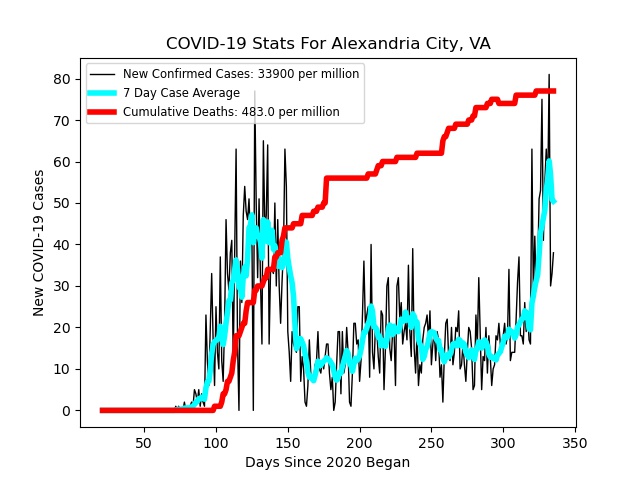 COVID-19 Stats For Alexandria City, VA
New Confirmed Cases: 33900 per million
7 Day Case Average
Cumulative Deaths: 483.0 per million
80
70
60
50
40
30
20
10
0
New COVID-19 Cases
50
100
150
200
250
300
350
Days Since 2020 Began